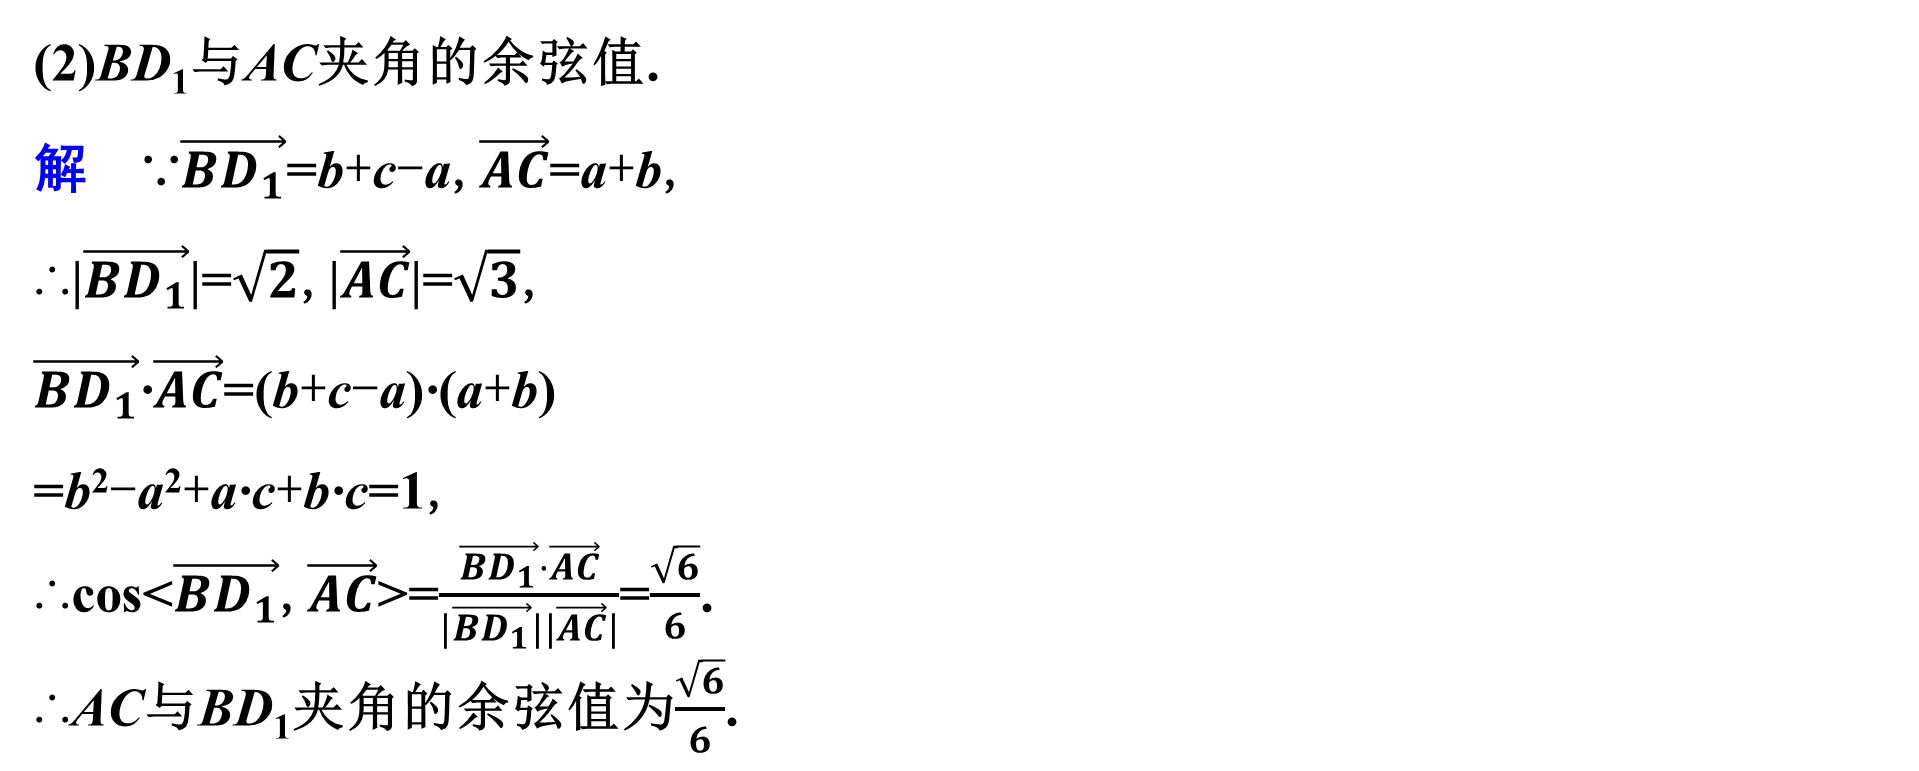 (2)BD₁与AC夹角的余弦值.
解 ∵$\overrightarrow{BD_1}$=b+c−a, $\overrightarrow{AC}$=a+b,
∴|$\overrightarrow{BD_1}$|=$\sqrt{2}$, |$\overrightarrow{AC}$|=$\sqrt{3}$,
$\overrightarrow{BD_1}$·$\overrightarrow{AC}$=(b+c−a)·(a+b)
=b²−a²+a·c+b·c=1,
∴cos<$\overrightarrow{BD_1}$, $\overrightarrow{AC}$>=$\frac{\overrightarrow{BD_1}·\overrightarrow{AC}}{|\overrightarrow{BD_1}||\overrightarrow{AC}|}$=$\frac{\sqrt{6}}{6}$.
∴AC与BD₁夹角的余弦值为$\frac{\sqrt{6}}{6}$.